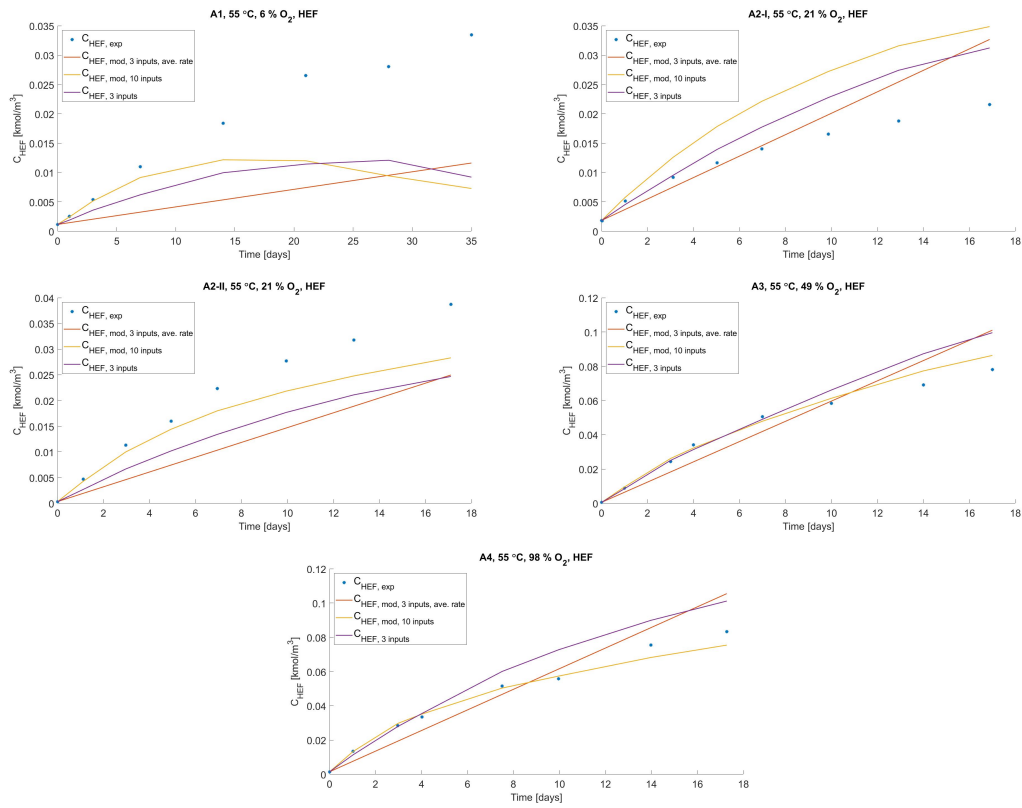 A1, 55 °C, 6 % O2, HEF
CHEF [kmol/m3]
0.035
0.03
0.025
0.02
0.015
0.01
0.005
0
CHEF, exp
CHEF, mod, 3 inputs, ave. rate
CHEF, mod, 10 inputs
CHEF, 3 inputs
0 5 10 15 20 25 30 35
Time [days]
A2-I, 55 °C, 21 % O2, HEF
CHEF [kmol/m3]
0.035
0.03
0.025
0.02
0.015
0.01
0.005
0
CHEF, exp
CHEF, mod, 3 inputs, ave. rate
CHEF, mod, 10 inputs
CHEF, 3 inputs
0 2 4 6 8 10 12 14 16 18
Time [days]
A2-II, 55 °C, 21 % O2, HEF
CHEF [kmol/m3]
0.04
0.035
0.03
0.025
0.02
0.015
0.01
0.005
0
CHEF, exp
CHEF, mod, 3 inputs, ave. rate
CHEF, mod, 10 inputs
CHEF, 3 inputs
0 2 4 6 8 10 12 14 16 18
Time [days]
A3, 55 °C, 49 % O2, HEF
CHEF [kmol/m3]
0.12
0.1
0.08
0.06
0.04
0.02
0
CHEF, exp
CHEF, mod, 3 inputs, ave. rate
CHEF, mod, 10 inputs
CHEF, 3 inputs
0 2 4 6 8 10 12 14 16 18
Time [days]
A4, 55 °C, 98 % O2, HEF
CHEF [kmol/m3]
0.12
0.1
0.08
0.06
0.04
0.02
0
CHEF, exp
CHEF, mod, 3 inputs, ave. rate
CHEF, mod, 10 inputs
CHEF, 3 inputs
0 2 4 6 8 10 12 14 16 18
Time [days]